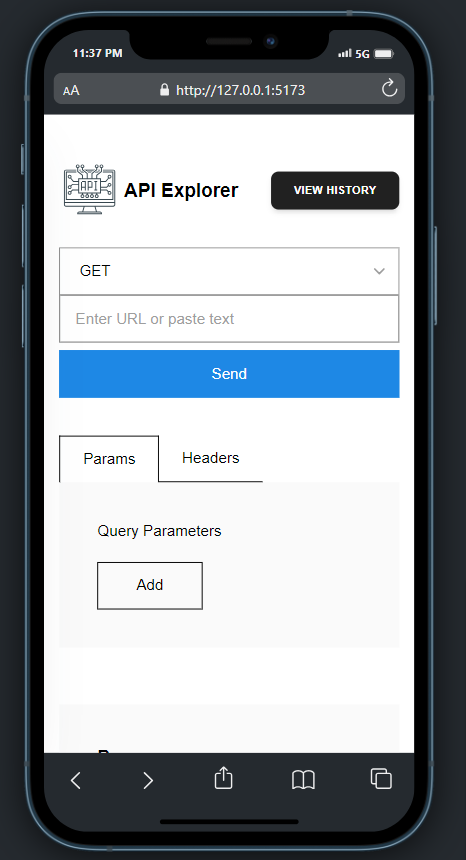 11:37 PM 5G
AA http://127.0.0.1:5173
API API Explorer VIEW HISTORY
GET
Enter URL or paste text
Send
Params Headers
Query Parameters
Add